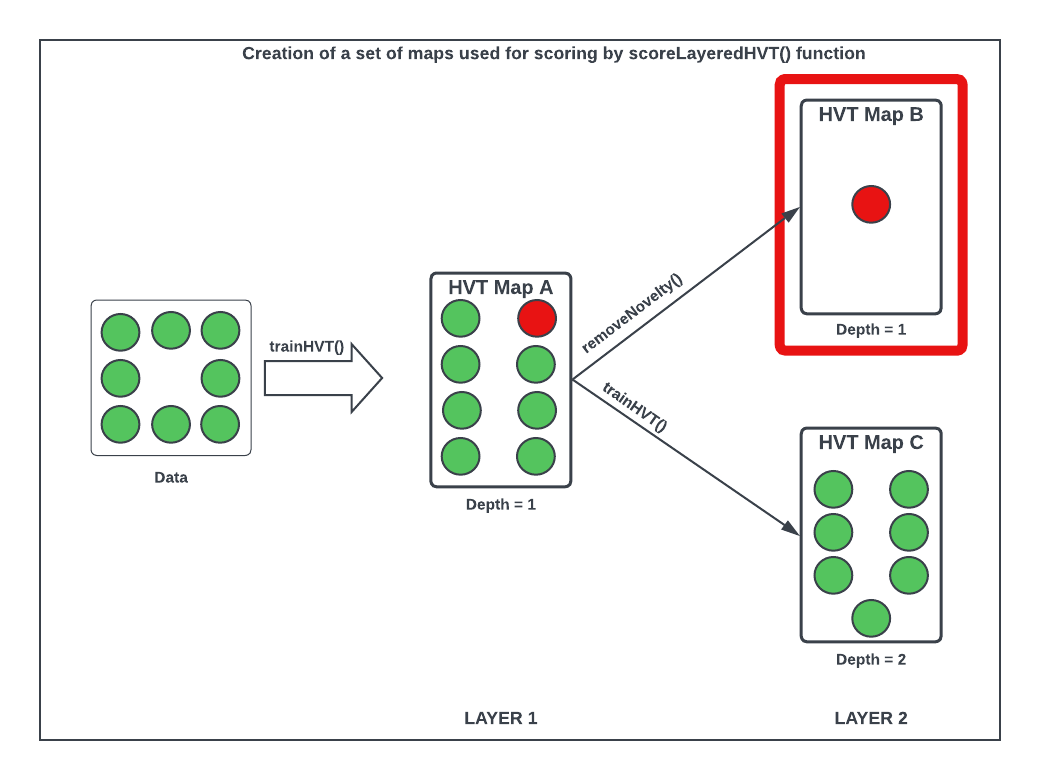 Creation of a set of maps used for scoring by scoreLayeredHVT() function
HVT Map B
Depth = 1
removeNovelty()
HVT Map A
trainHVT()
Data
Depth = 1
trainHVT()
HVT Map C
Depth = 2
LAYER 1
LAYER 2